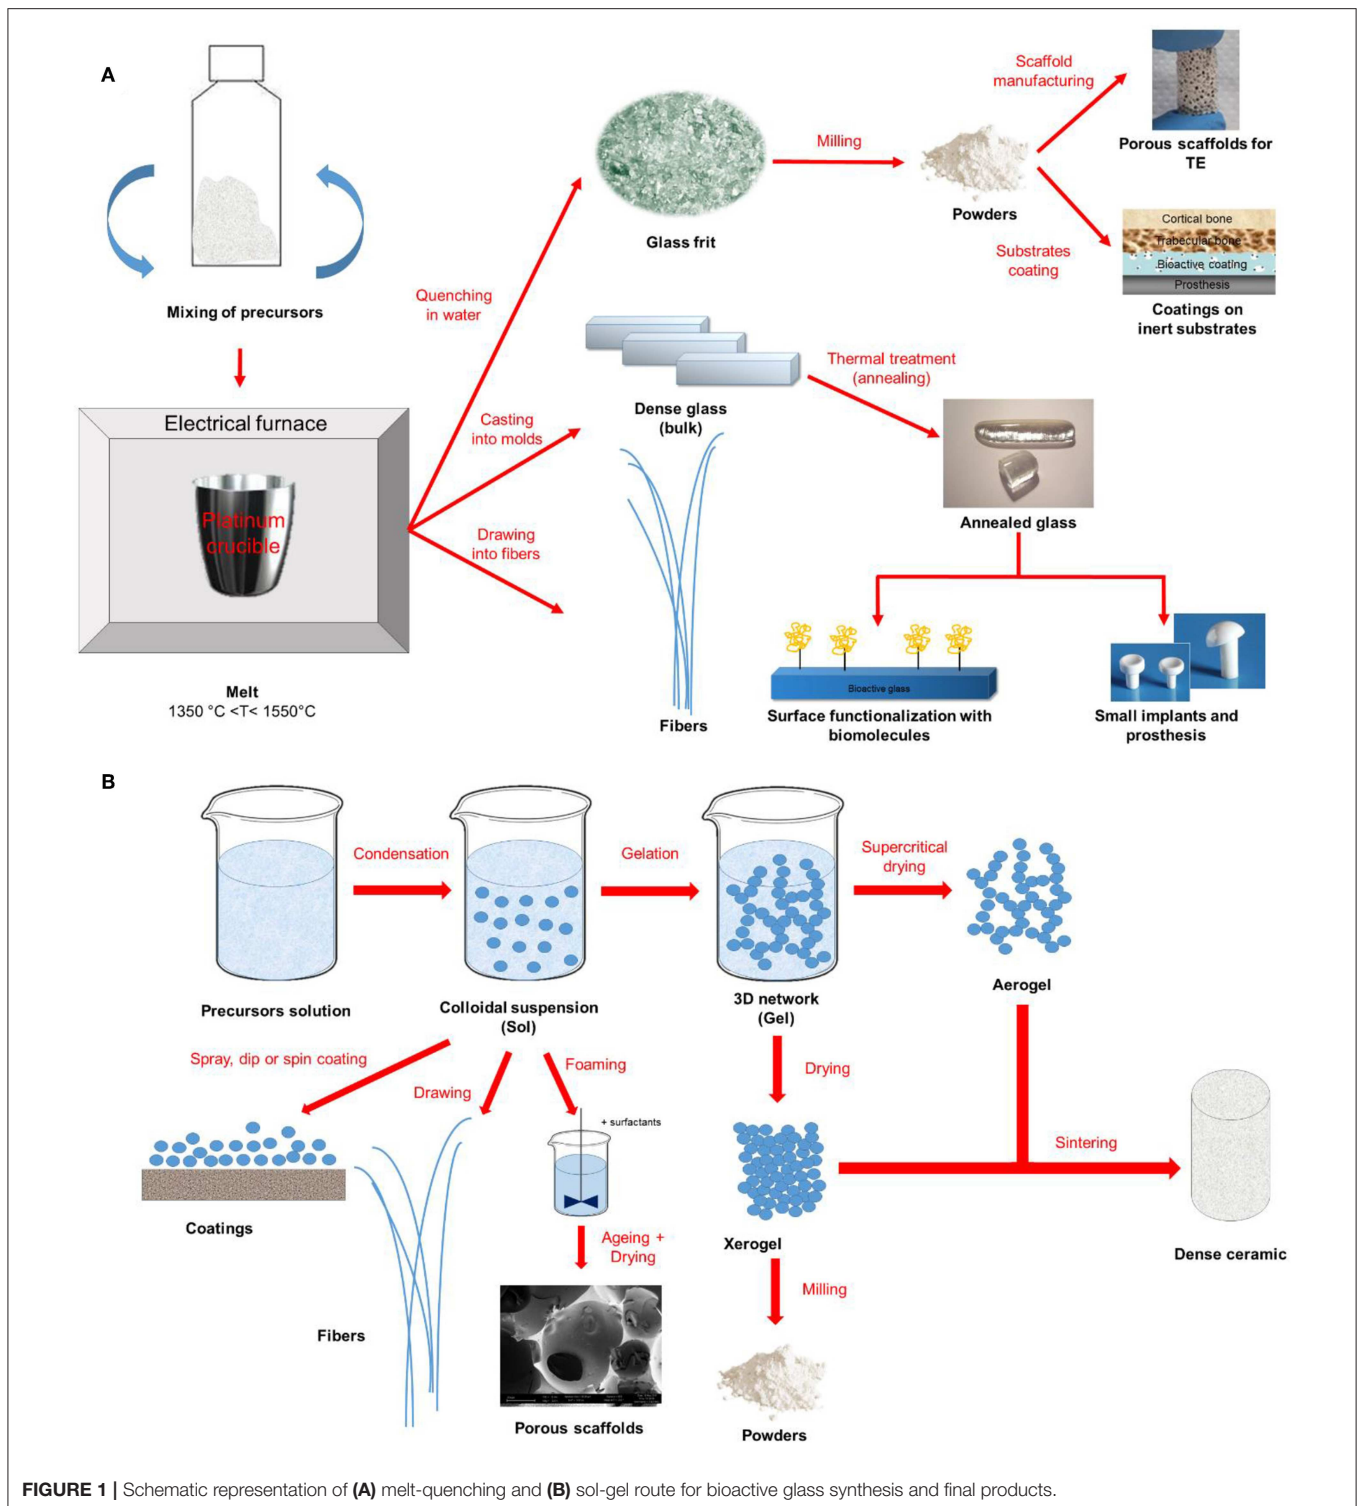 A
Mixing of precursors
Electrical furnace
Platinum
crucible
Melt
1350 °C <T< 1550°C
Quenching
in water
Casting
into molds
Drawing
into fibers
Glass frit
Milling
Powders
Scaffold
manufacturing
Porous scaffolds for
TE
Substrates
coating
Cortical bone
Trabecular bone
Bioactive coating
Prosthesis
Coatings on
inert substrates
Dense glass
(bulk)
Thermal treatment
(annealing)
Annealed glass
Fibers
Bioactive glass
Surface functionalization with
biomolecules
Small implants and
prosthesis
B
Precursors solution
Condensation
Colloidal suspension
(Sol)
Gelation
3D network
(Gel)
Supercritical
drying
Aerogel
Spray, dip or spin coating
Coatings
Drawing
Fibers
Foaming
+ surfactants
Ageing +
Drying
Porous scaffolds
Drying
Xerogel
Milling
Powders
Sintering
Dense ceramic
FIGURE 1 | Schematic representation of (A) melt-quenching and (B) sol-gel route for bioactive glass synthesis and final products.